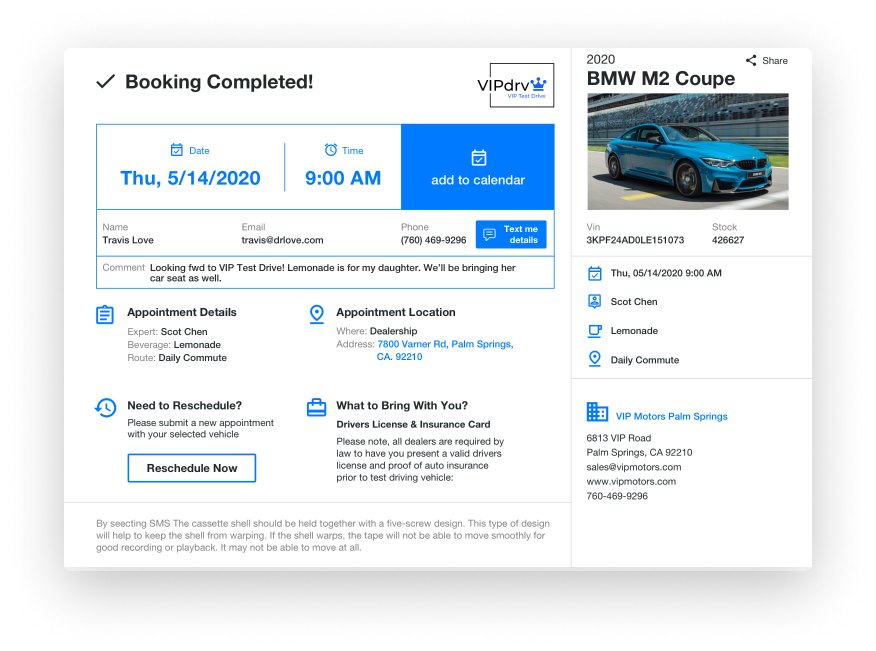 Booking Completed!
VIPdrv
VIP Test Drive
Date
Thu, 5/14/2020
Time
9:00 AM
add to calendar
Name
Travis Love
Email
travis@drlove.com
Phone
(760) 469-9296
Text me
details
Comment Looking fwd to VIP Test Drive! Lemonade is for my daughter. We'll be bringing her
car seat as well.
Appointment Details
Expert: Scot Chen
Beverage: Lemonade
Route: Daily Commute
Appointment Location
Where: Dealership
Address: 7800 Varner Rd, Palm Springs,
CA. 92210
Need to Reschedule?
Please submit a new appointment
with your selected vehicle
Reschedule Now
What to Bring With You?
Drivers License & Insurance Card
Please note, all dealers are required by
law to have you present a valid drivers
license and proof of auto insurance
prior to test driving vehicle:
By seecting SMS The cassette shell should be held together with a five-screw design. This type of design
will help to keep the shell from warping. If the shell warps, the tape will not be able to move smoothly for
good recording or playback. It may not be able to move at all.
2020
Share
BMW M2 Coupe
Vin
3KPF24AD0LE151073
Stock
426627
Thu, 05/14/2020 9:00 AM
Scot Chen
Lemonade
Daily Commute
VIP Motors Palm Springs
6813 VIP Road
Palm Springs, CA 92210
sales@vipmotors.com
www.vipmotors.com
760-469-9296